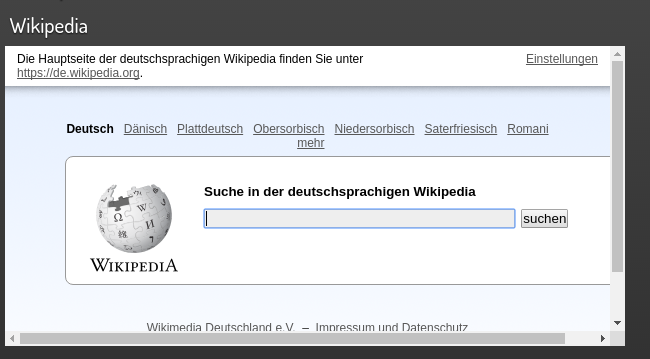 Wikipedia
Die Hauptseite der deutschsprachigen Wikipedia finden Sie unter
https://de.wikipedia.org.
Einstellungen
Deutsch Dänisch Plattdeutsch Obersorbisch Niedersorbisch Saterfriesisch Romani
mehr
Suche in der deutschsprachigen Wikipedia
suchen
Ω W И
WIKIPEDIA
Wikimedia Deutschland e.V. – Impressum und Datenschutz